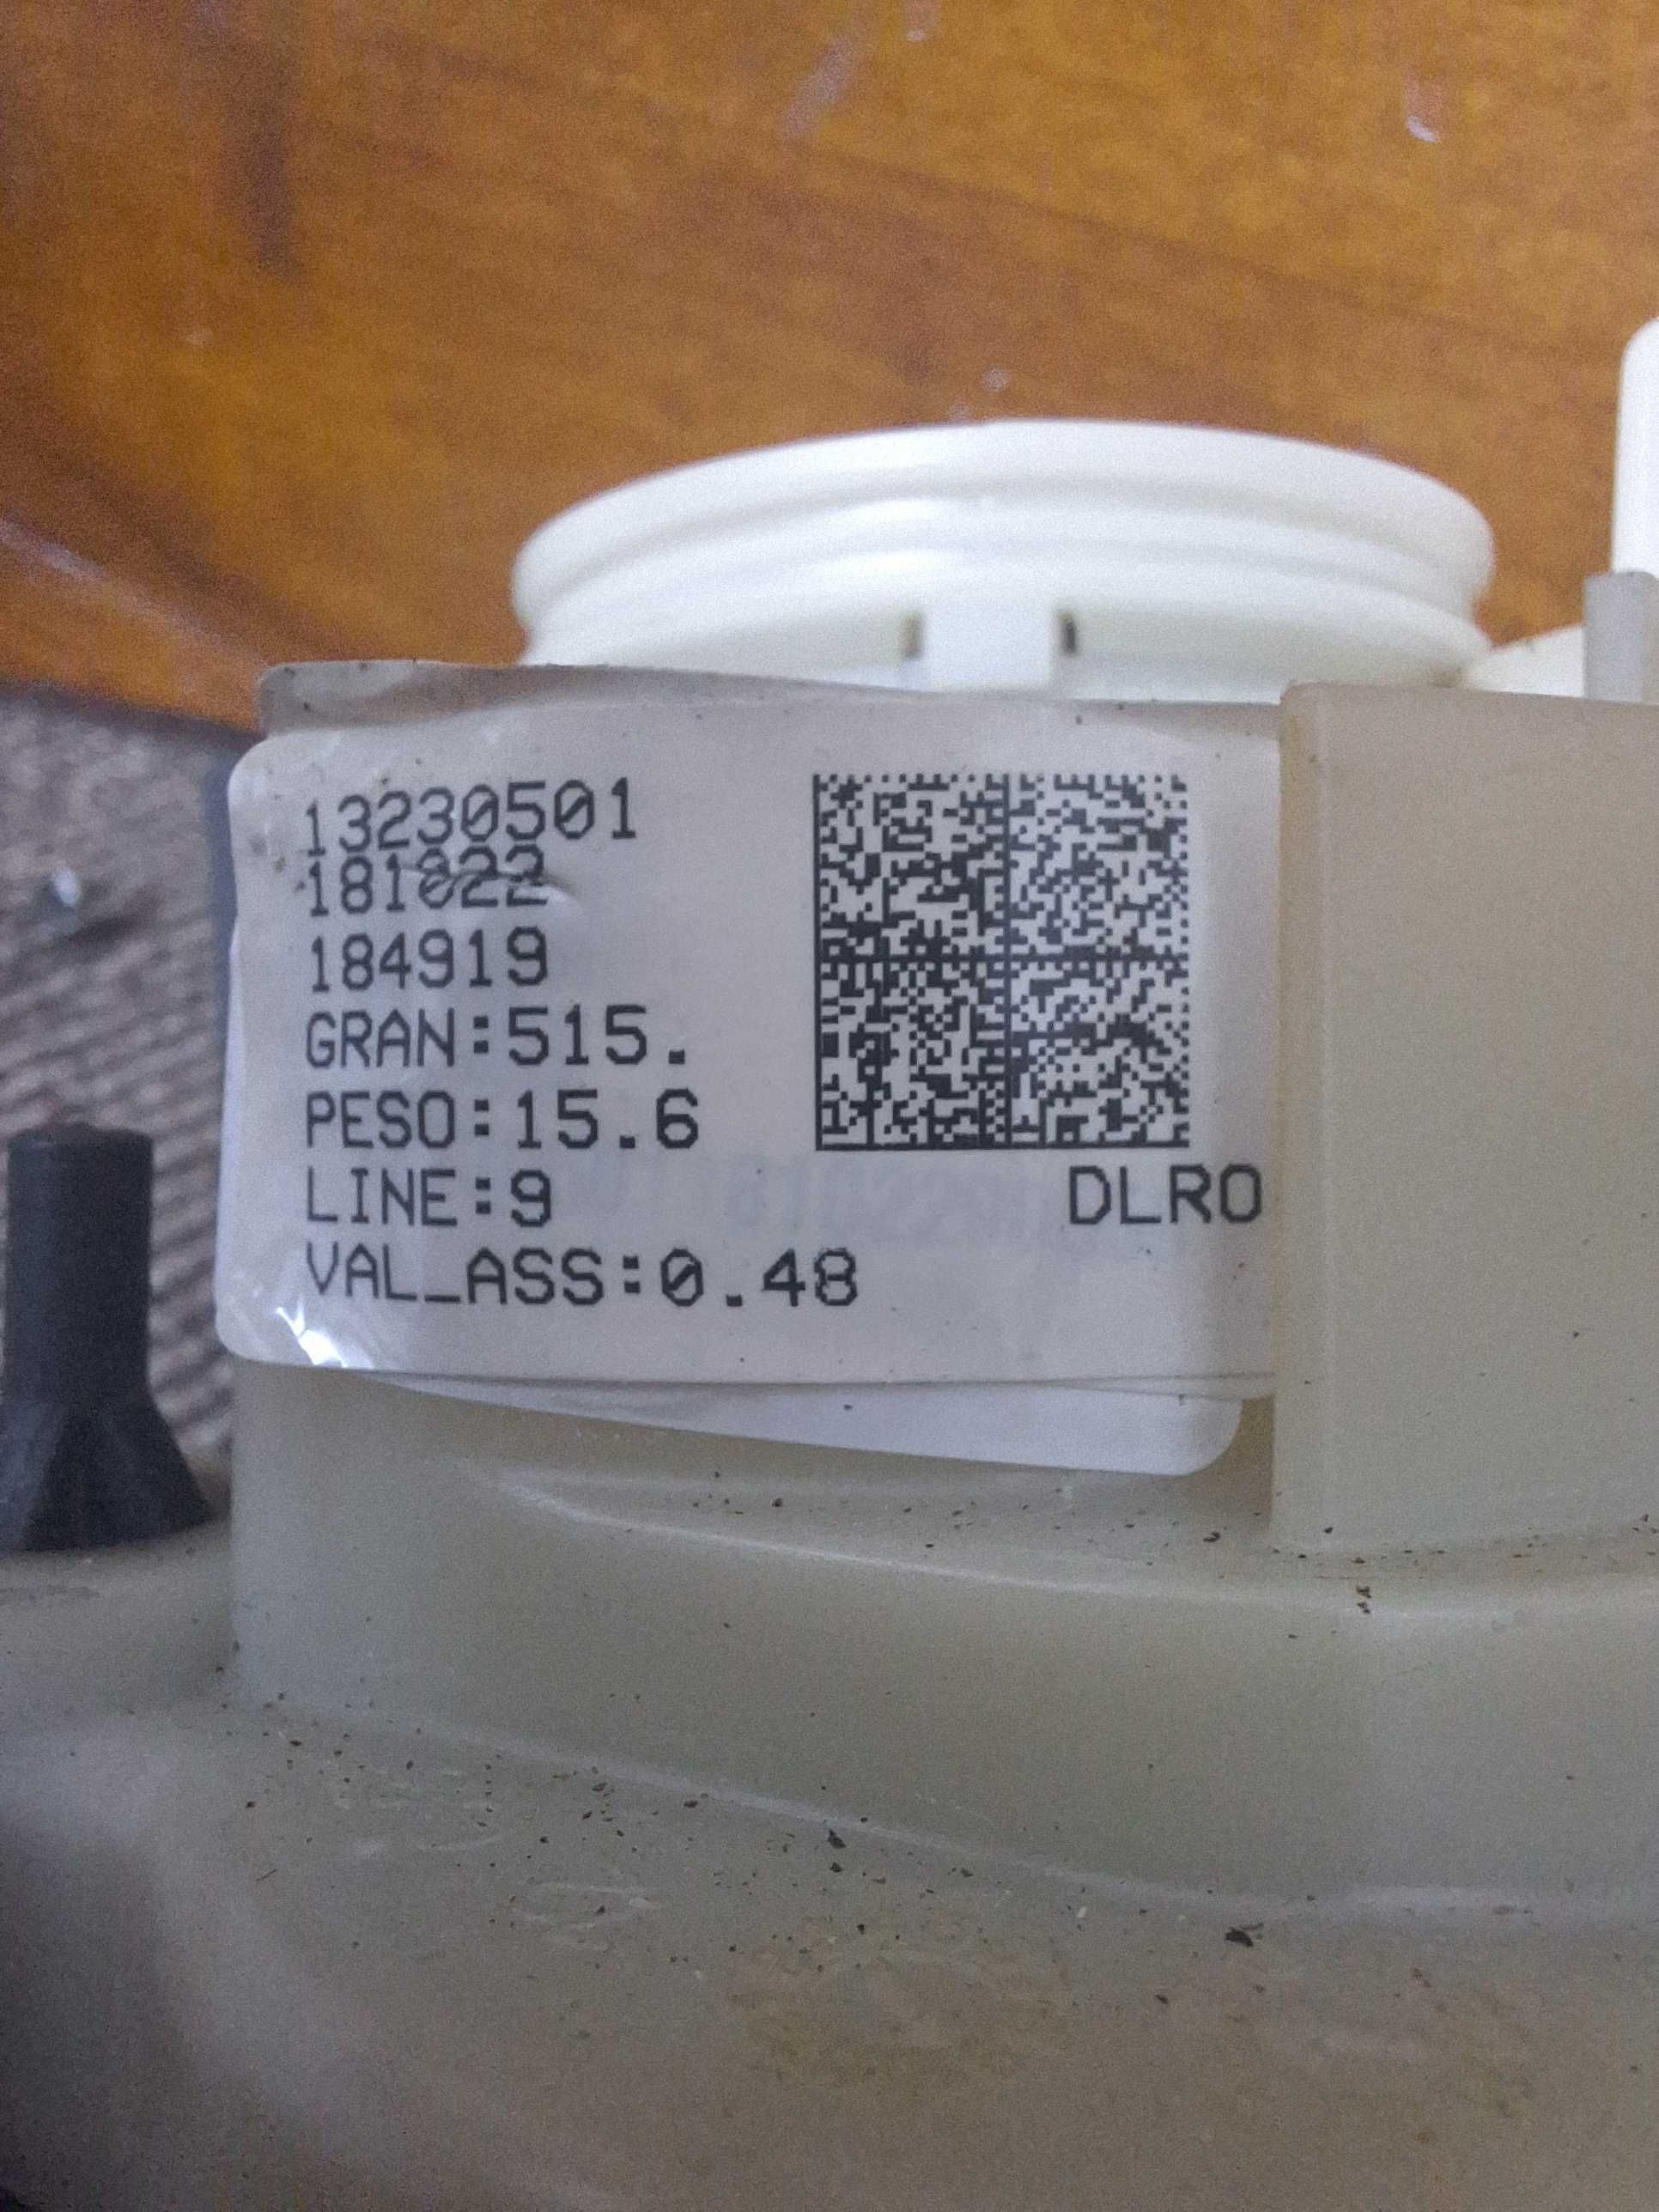 13230501
181022
184919
GRAN:515.
PESO:15.6
LINE:9 DLRO
VAL_ASS:0.48